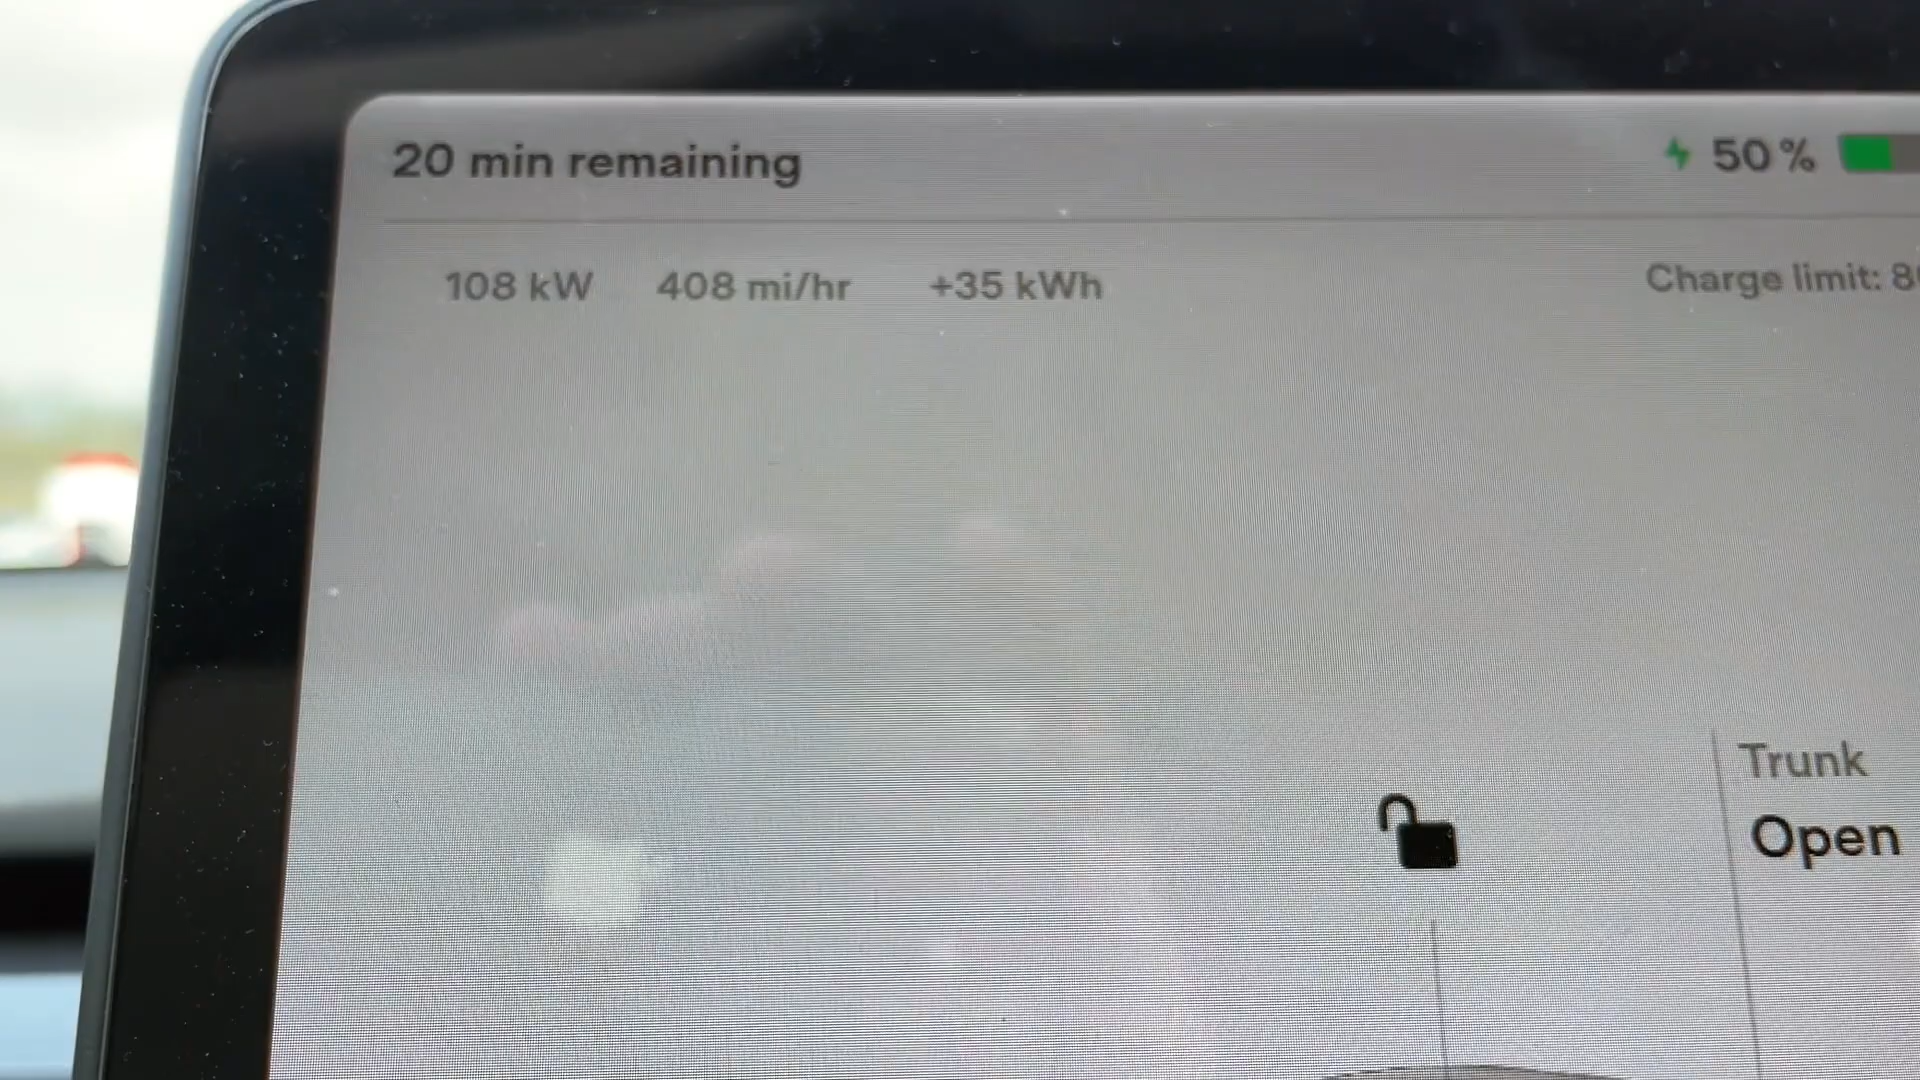 20 min remaining
50 %
108 kW 408 mi/hr +35 kWh
Charge limit:
Trunk
Open